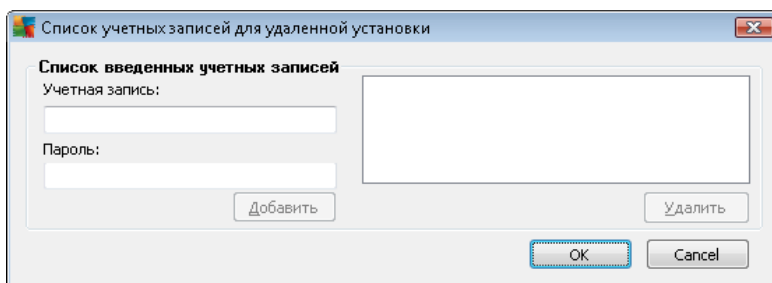 Список учетных записей для удаленной установки
Список введенных учетных записей
Учетная запись:
Пароль:
Добавить
Удалить
OK
Cancel